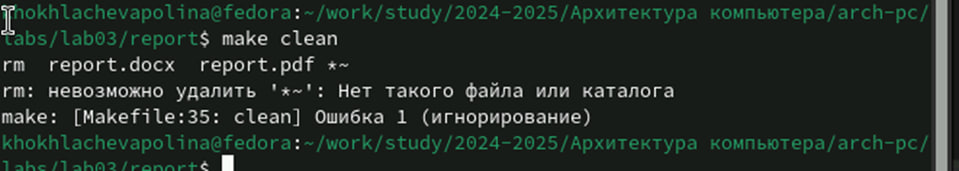 khokhlachevapolina@fedora:~/work/study/2024-2025/Архитектура компьютера/arch-pc/
labs/lab03/report$ make clean
rm  report.docx  report.pdf *~
rm: невозможно удалить '*~': Нет такого файла или каталога
make: [Makefile:35: clean] Ошибка 1 (игнорирование)
khokhlachevapolina@fedora:~/work/study/2024-2025/Архитектура компьютера/arch-pc/
labs/lab03/report$